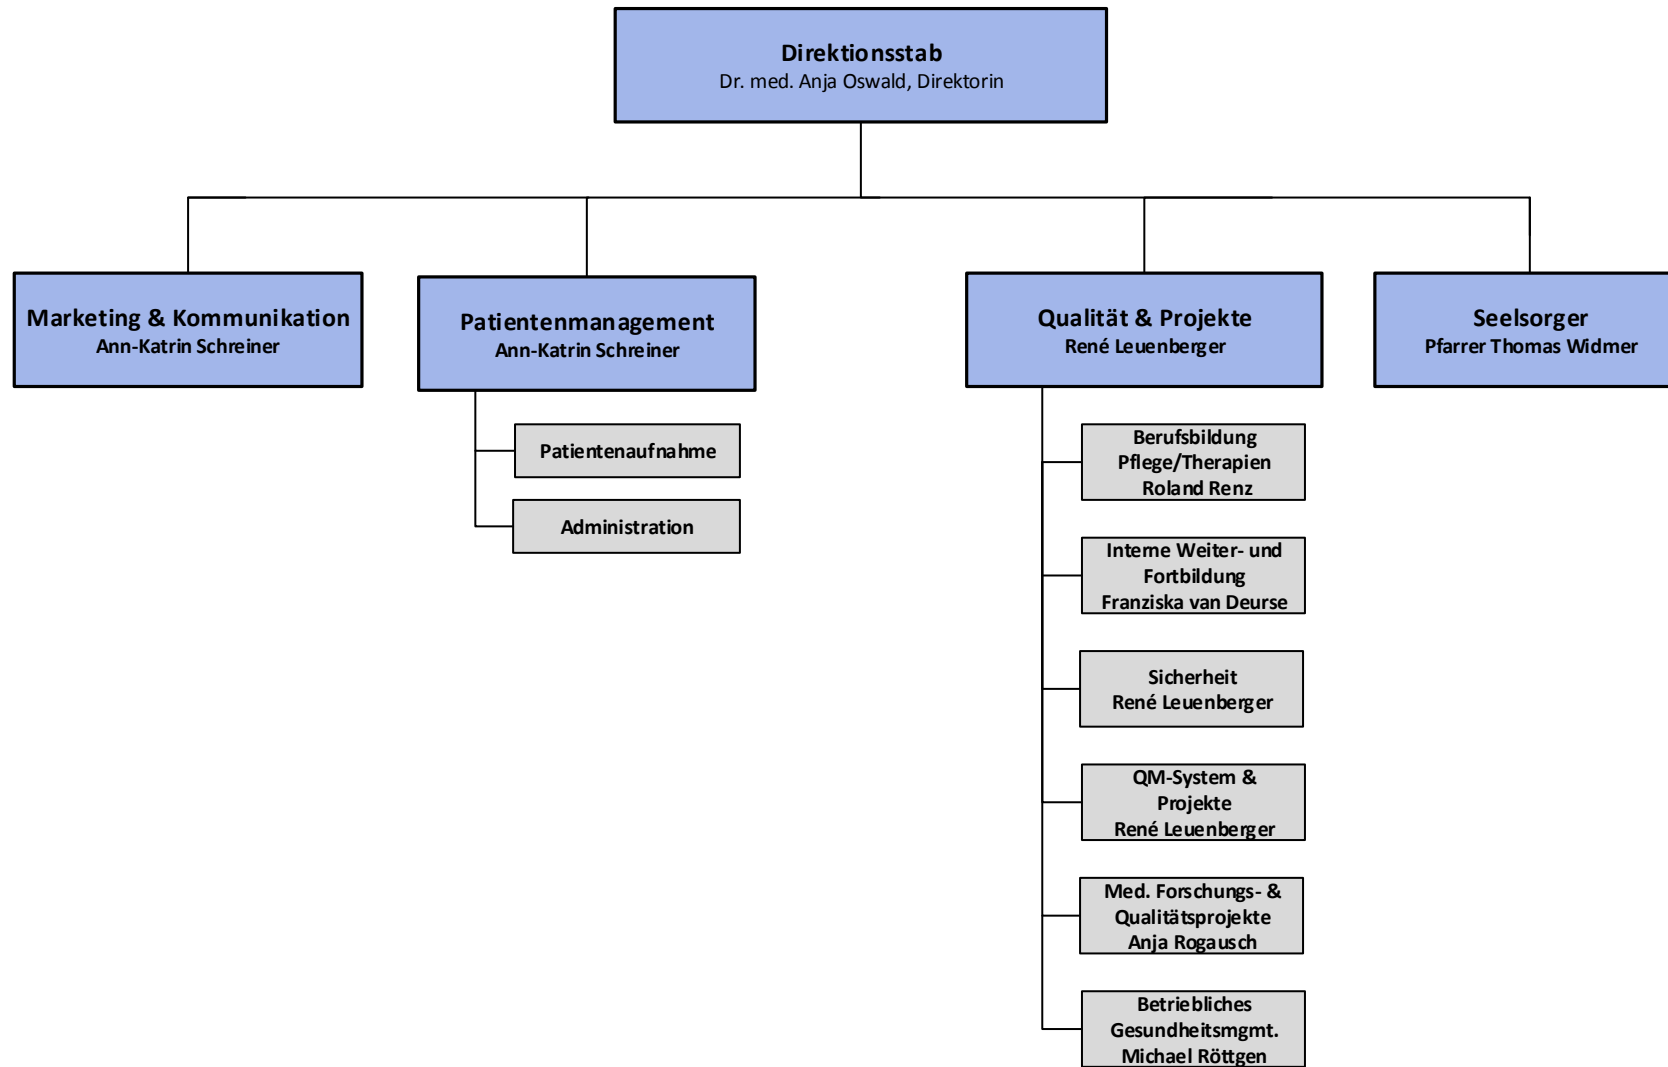 Direktionsstab
Dr. med. Anja Oswald, Direktorin
Marketing & Kommunikation
Ann-Katrin Schreiner
Patientenmanagement
Ann-Katrin Schreiner
Patientenaufnahme
Administration
Qualität & Projekte
René Leuenberger
Berufsbildung
Pflege/Therapien
Roland Renz
Interne Weiter- und
Fortbildung
Franziska van Deurse
Sicherheit
René Leuenberger
QM-System &
Projekte
René Leuenberger
Med. Forschungs- &
Qualitätsprojekte
Anja Rogausch
Betriebliches
Gesundheitsmgmt.
Michael Röttgen
Seelsorger
Pfarrer Thomas Widmer